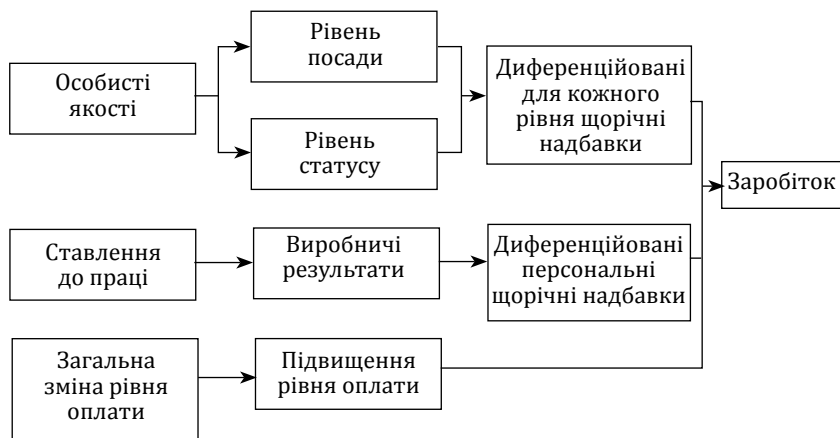 Особисті
якості
Рівень
посади
Рівень
статусу
Диференційовані
для кожного
рівня щорічні
надбавки
Заробіток
Ставлення
до праці
Виробничі
результати
Диференційовані
персональні
щорічні надбавки
Загальна
зміна рівня
оплати
Підвищення
рівня оплати